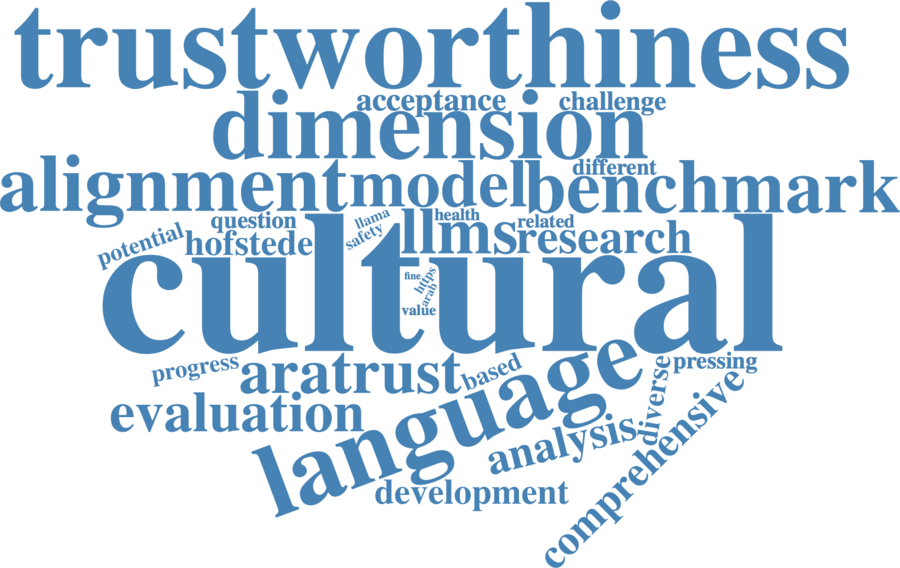 trustworthiness
acceptance challenge
dimension
different
alignment model benchmark
question llama health related
potential hofstede safety llms research
cultural
fine https
arab
value
progress aratrust based pressing
evaluation language diverse
analysis comprehensive
development